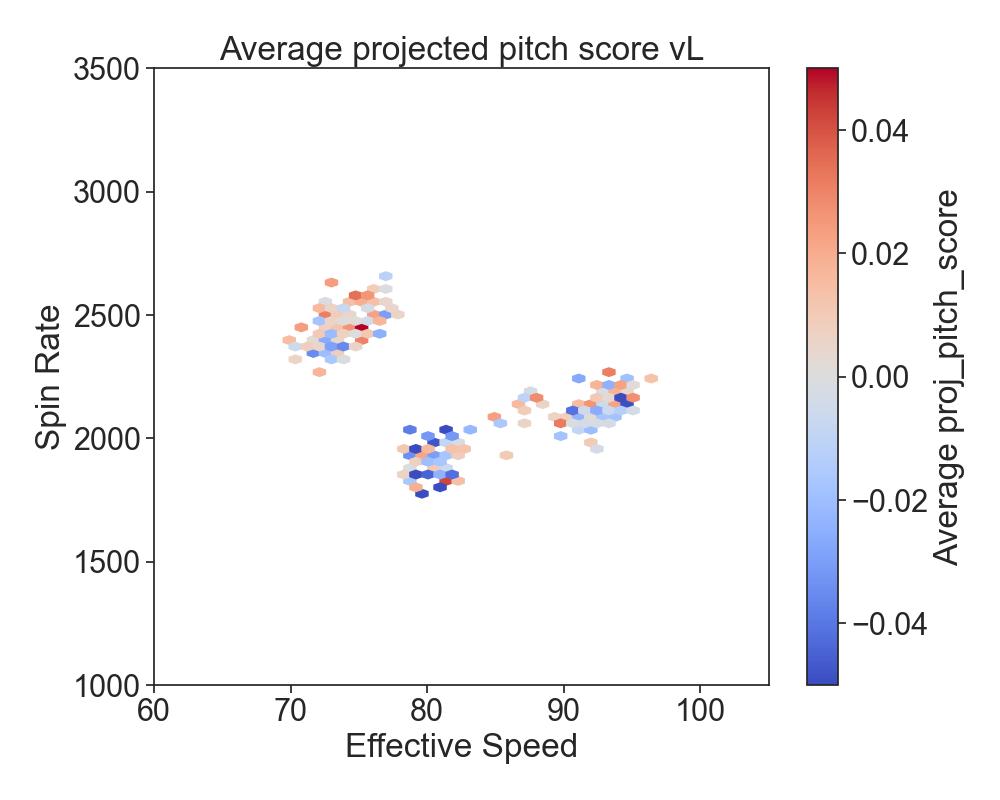 Average projected pitch score vL
3500
3000
2500
2000
1500
1000
Spin Rate
60 70 80 90 100
Effective Speed
0.04
0.02
0.00
−0.02
−0.04
Average proj_pitch_score